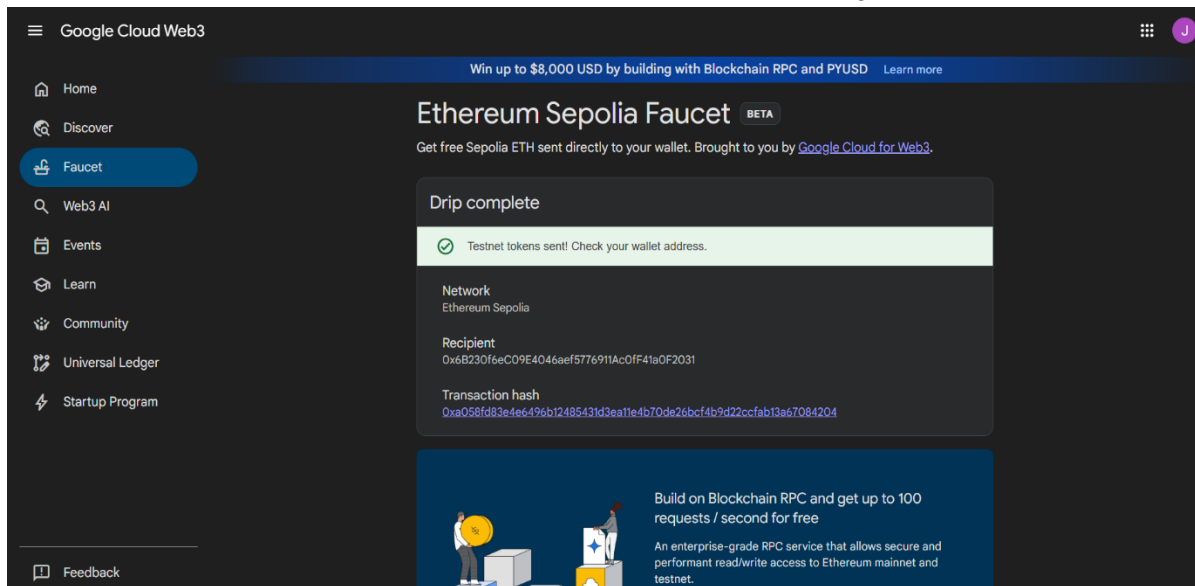 Google Cloud Web3
J
Win up to $8,000 USD by building with Blockchain RPC and PYUSD Learn more
Home
Discover
Faucet
Web3 AI
Events
Learn
Community
Universal Ledger
Startup Program
Feedback
Ethereum Sepolia Faucet BETA
Get free Sepolia ETH sent directly to your wallet. Brought to you by Google Cloud for Web3.
Drip complete
Testnet tokens sent! Check your wallet address.
Network
Ethereum Sepolia
Recipient
0x6B230f6eC09E4046aef5776911Ac0fF41a0F2031
Transaction hash
0xa058fd83e4e6496b12485431d3ea11e4b70de26bcf4b9d22ccfab13a67084204
Build on Blockchain RPC and get up to 100
requests / second for free
An enterprise-grade RPC service that allows secure and
performant read/write access to Ethereum mainnet and
testnet.